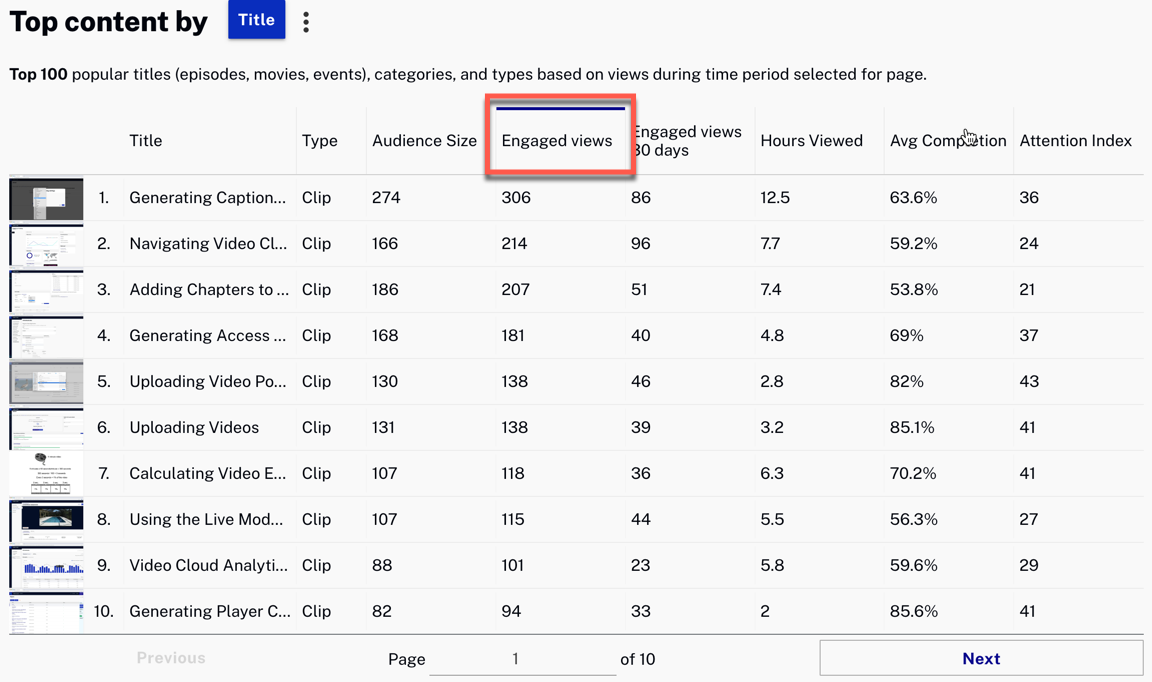 Top content by Title
Top 100 popular titles (episodes, movies, events), categories, and types based on views during time period selected for page.
Title Type Audience Size Engaged views Engaged views 30 days Hours Viewed Avg Completion Attention Index
1. Generating Caption... Clip 274 306 86 12.5 63.6% 36
2. Navigating Video Cl... Clip 166 214 96 7.7 59.2% 24
3. Adding Chapters to ... Clip 186 207 51 7.4 53.8% 21
4. Generating Access ... Clip 168 181 40 4.8 69% 37
5. Uploading Video Po... Clip 130 138 46 2.8 82% 43
6. Uploading Videos Clip 131 138 39 3.2 85.1% 41
7. Calculating Video E... Clip 107 118 36 6.3 70.2% 41
8. Using the Live Mod... Clip 107 115 44 5.5 56.3% 27
9. Video Cloud Analyti... Clip 88 101 23 5.8 59.6% 29
10. Generating Player C... Clip 82 94 33 2 85.6% 41
Previous Page 1 of 10 Next